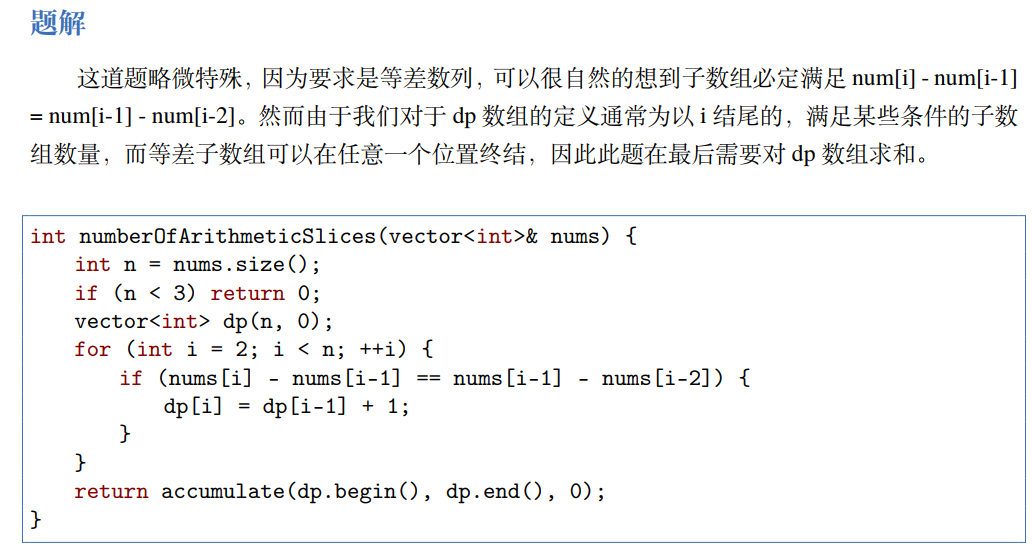 题解
这道题略微特殊，因为要求是等差数列，可以很自然的想到子数组必定满足 num[i] - num[i-1]
= num[i-1] - num[i-2]。然而由于我们对于 dp 数组的定义通常为以 i 结尾的，满足某些条件的子数
组数量，而等差子数组可以在任意一个位置终结，因此此题在最后需要对 dp 数组求和。
int numberOfArithmeticSlices(vector<int>& nums) {
    int n = nums.size();
    if (n < 3) return 0;
    vector<int> dp(n, 0);
    for (int i = 2; i < n; ++i) {
        if (nums[i] - nums[i-1] == nums[i-1] - nums[i-2]) {
            dp[i] = dp[i-1] + 1;
        }
    }
    return accumulate(dp.begin(), dp.end(), 0);
}